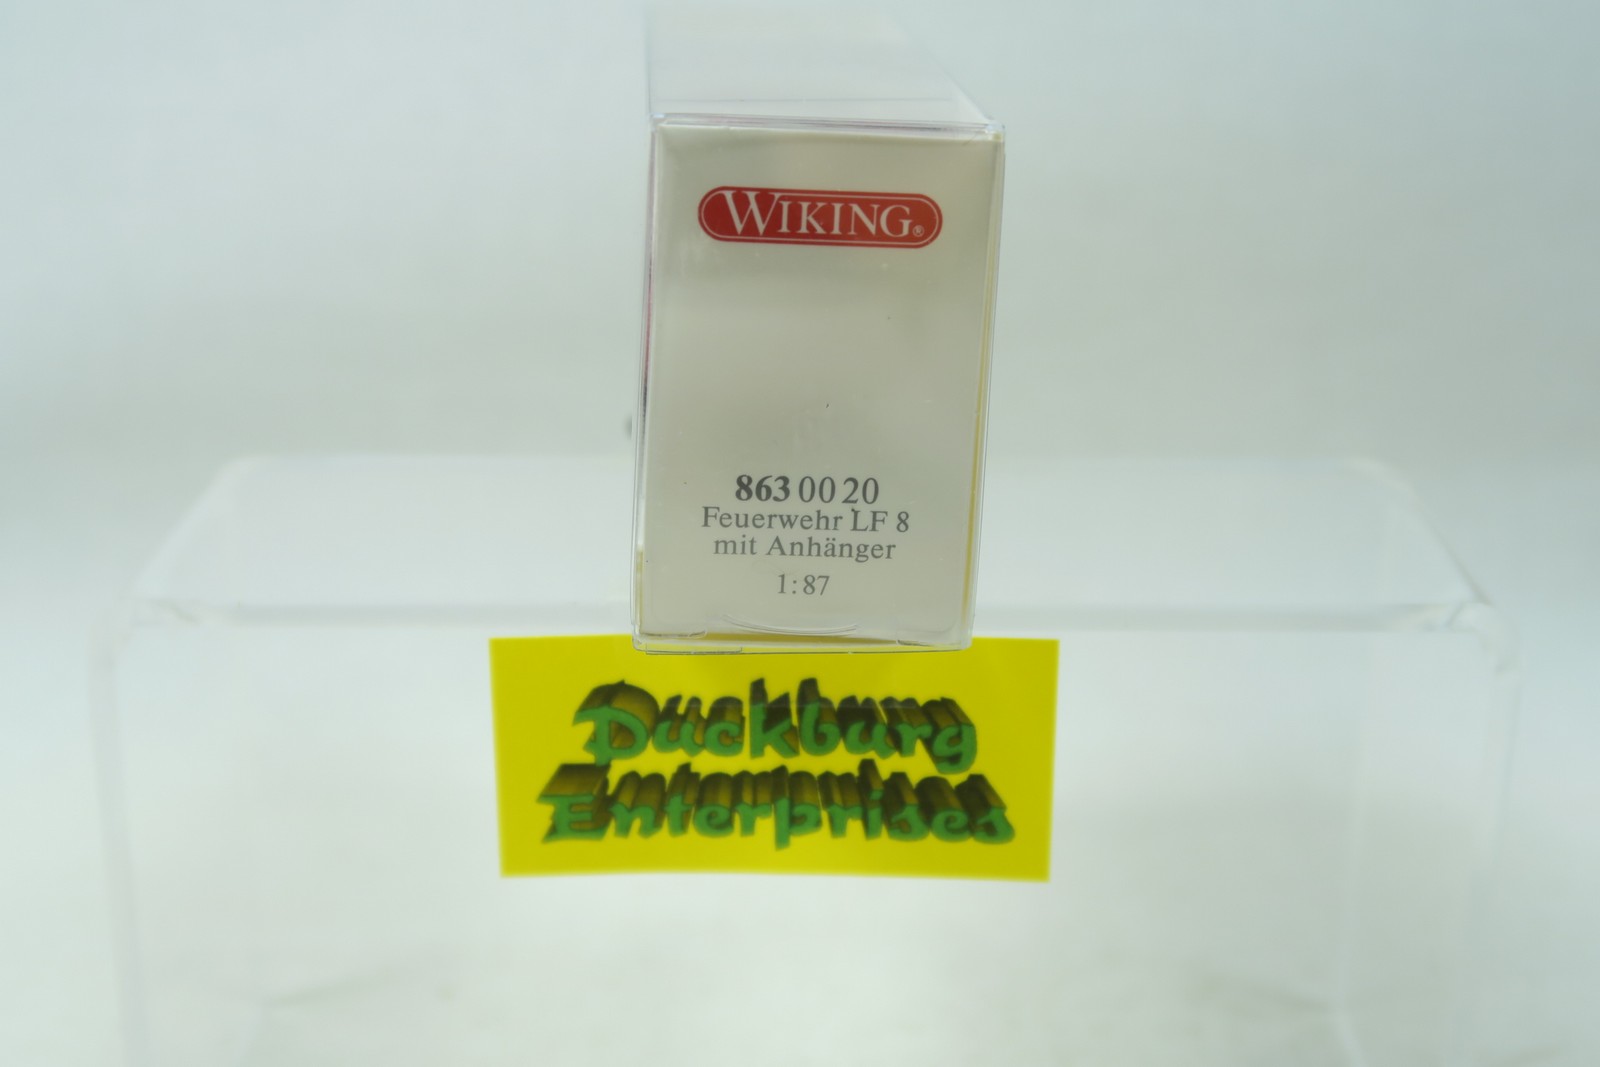 WIKING®
863 00 20
Feuerwehr LF 8
mit Anhänger
1:87
Duckburg
Enterprises